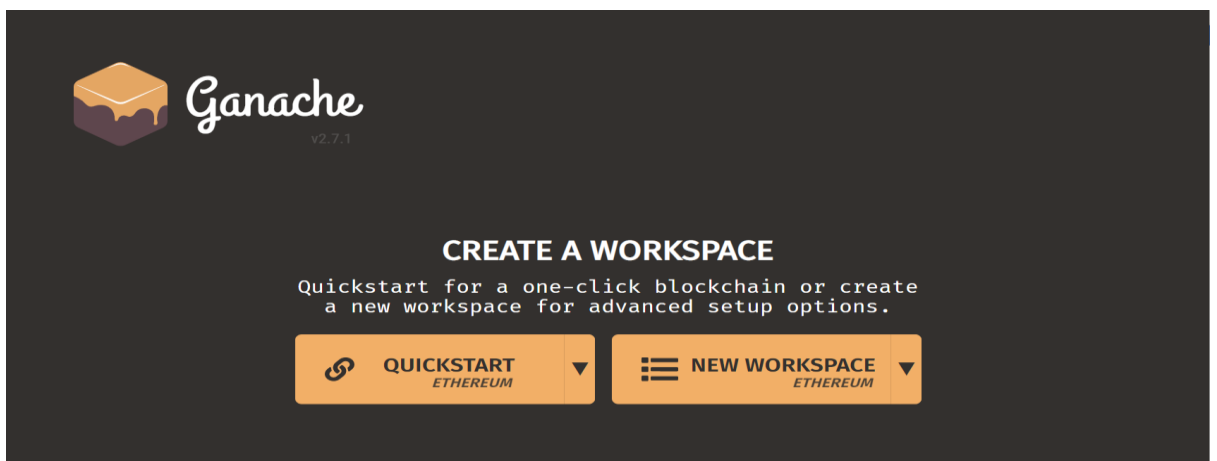 Ganache
v2.7.1
CREATE A WORKSPACE
Quickstart for a one-click blockchain or create
a new workspace for advanced setup options.
QUICKSTART
ETHEREUM
NEW WORKSPACE
ETHEREUM